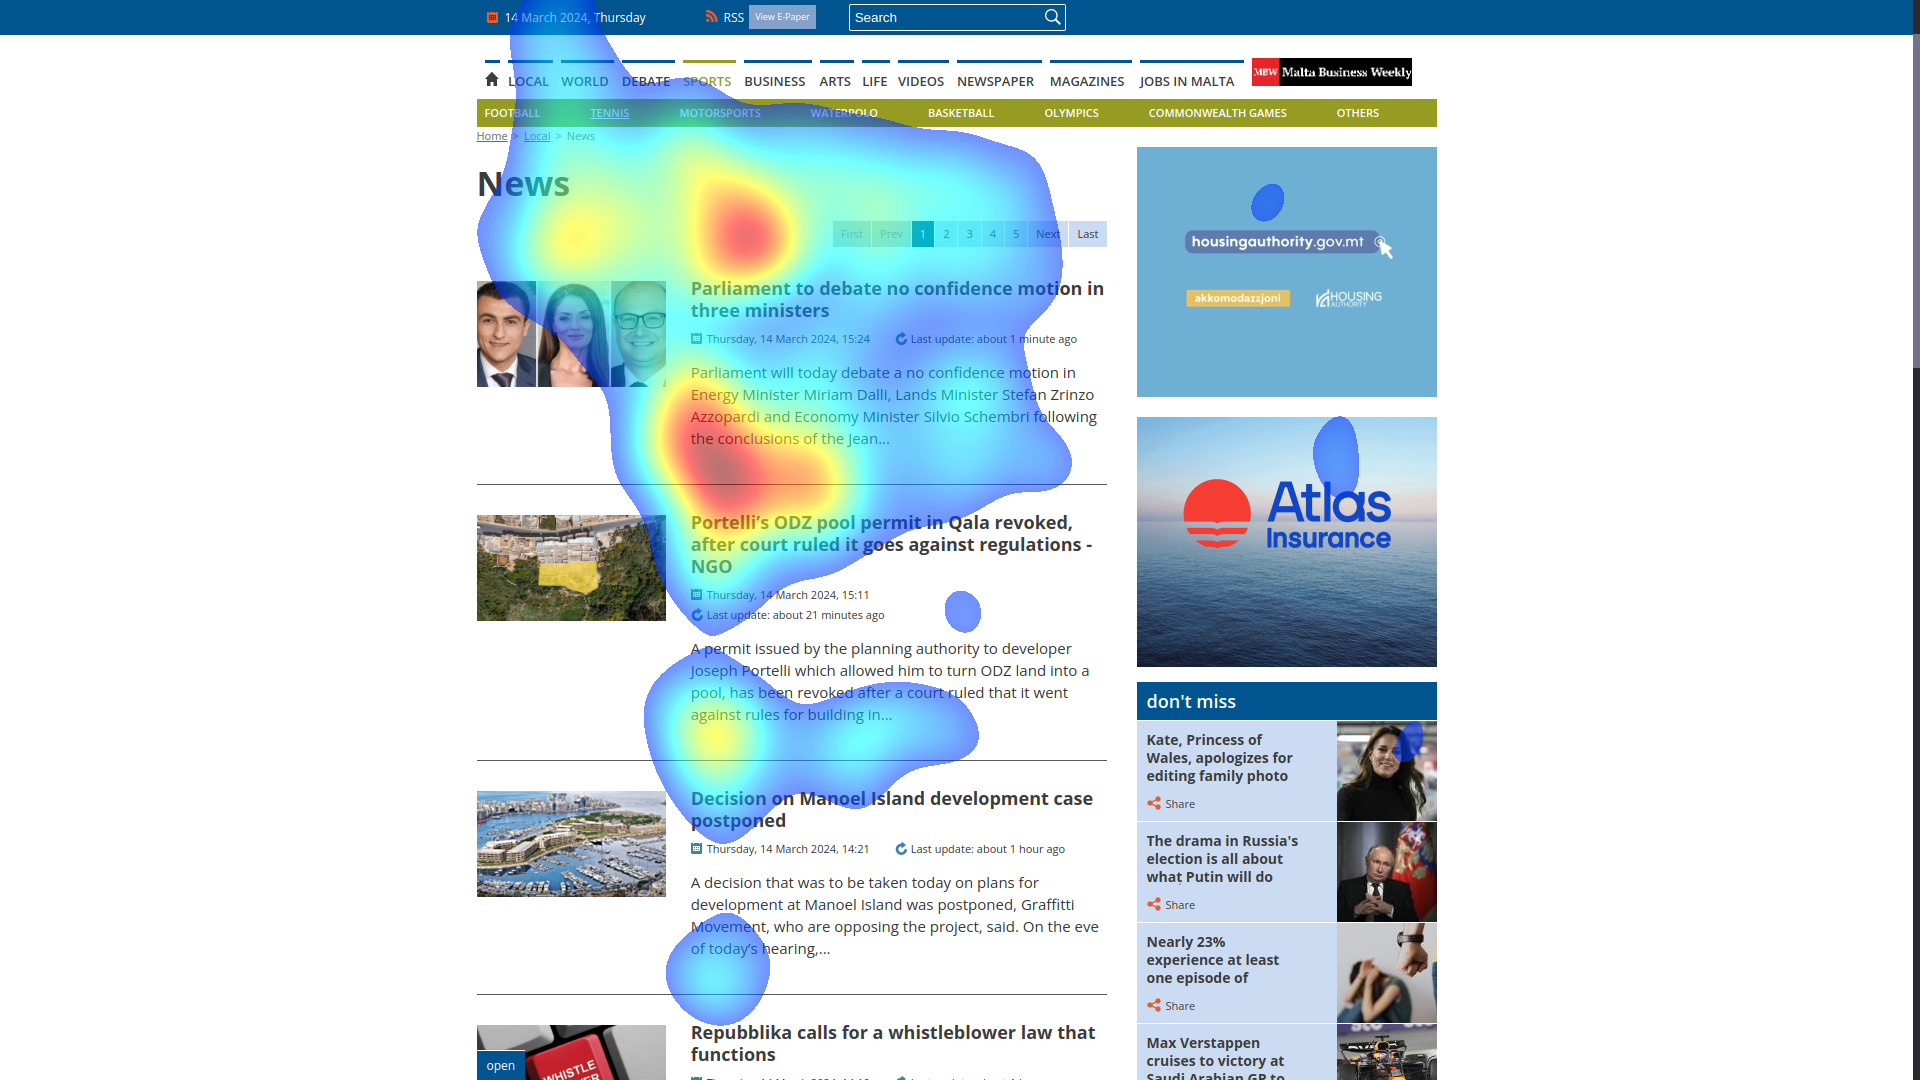 14 March 2024, Thursday
RSS
View E-Paper
Search
LOCAL WORLD DEBATE SPORTS BUSINESS ARTS LIFE VIDEOS NEWSPAPER MAGAZINES JOBS IN MALTA
MBW Malta Business Weekly
FOOTBALL TENNIS MOTORSPORTS WATERPOLO BASKETBALL OLYMPICS COMMONWEALTH GAMES OTHERS
Home > Local > News
News
First Prev 1 2 3 4 5 Next Last
Parliament to debate no confidence motion in
three ministers
Thursday, 14 March 2024, 15:24
Last update: about 1 minute ago
Parliament will today debate a no confidence motion in
Energy Minister Miriam Dalli, Lands Minister Stefan Zrinzo
Azzopardi and Economy Minister Silvio Schembri following
the conclusions of the Jean...
Portelli’s ODZ pool permit in Qala revoked,
after court ruled it goes against regulations -
NGO
Thursday, 14 March 2024, 15:11
Last update: about 21 minutes ago
A permit issued by the planning authority to developer
Joseph Portelli which allowed him to turn ODZ land into a
pool, has been revoked after a court ruled that it went
against rules for building in...
Decision on Manoel Island development case
postponed
Thursday, 14 March 2024, 14:21
Last update: about 1 hour ago
A decision that was to be taken today on plans for
development at Manoel Island was postponed, Graffitti
Movement, who are opposing the project, said. On the eve
of today’s hearing,...
WHISTLE
Repubblika calls for a whistleblower law that
functions
open
housingauthority.gov.mt
akkomodazzjoni
HOUSING
AUTHORITY
Atlas
Insurance
don't miss
Kate, Princess of
Wales, apologizes for
editing family photo
Share
The drama in Russia's
election is all about
what Putin will do
Share
Nearly 23%
experience at least
one episode of
Share
Max Verstappen
cruises to victory at
Saudi Arabian GP to